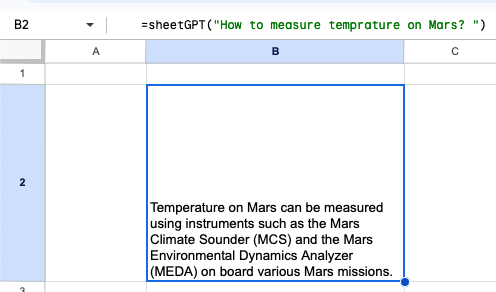 B2 =sheetGPT("How to measure temprature on Mars? ")
A B C
1
2
Temperature on Mars can be measured
using instruments such as the Mars
Climate Sounder (MCS) and the Mars
Environmental Dynamics Analyzer
(MEDA) on board various Mars missions.
3